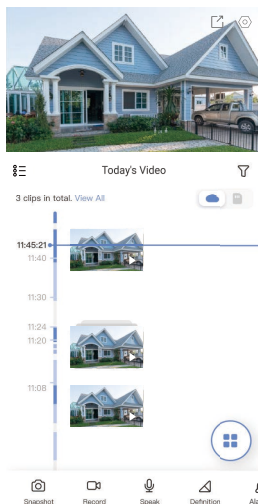 Today's Video
3 clips in total. View All
11:45:21
11:40
11:30
11:24
11:20
11:08
Snapshot
Record
Speak
Definition